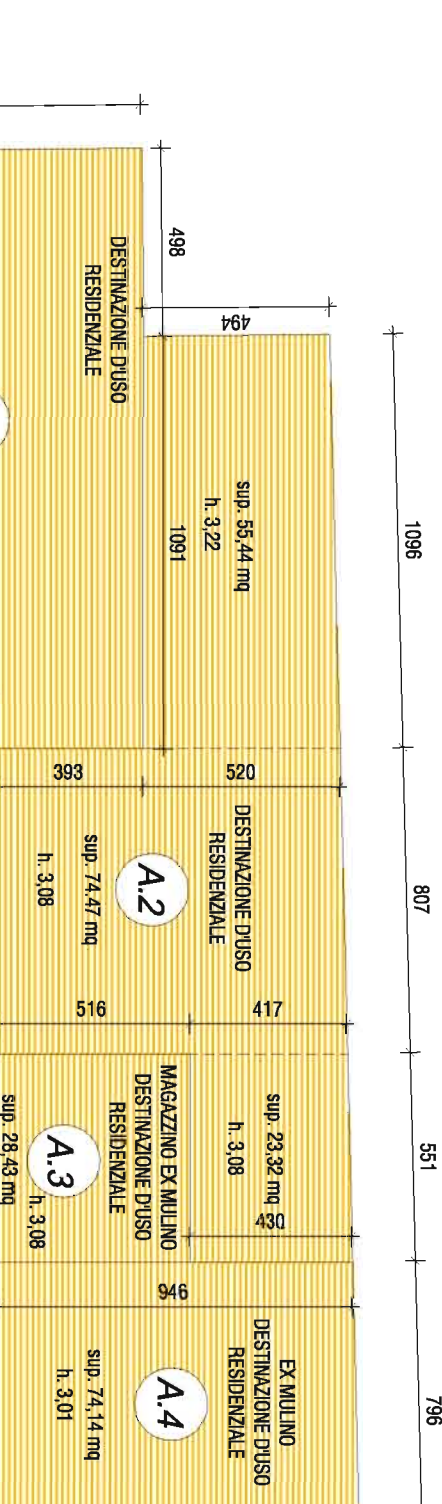 498
494
DESTINAZIONE D'USO
RESIDENZIALE
sup. 55,44 mq
h. 3,22
1091
1096
393
520
DESTINAZIONE D'USO
RESIDENZIALE
A.2
sup. 74.47 mq
h. 3,08
807
516
417
MAGAZZINO EX MULINO
DESTINAZIONE D'USO
RESIDENZIALE
A.3
sup. 28,43 mq
h. 3,08
sup. 23,32 mq
h. 3,08
430
551
946
EX MULINO
DESTINAZIONE D'USO
RESIDENZIALE
A.4
sup. 74,14 mq
h. 3,01
796